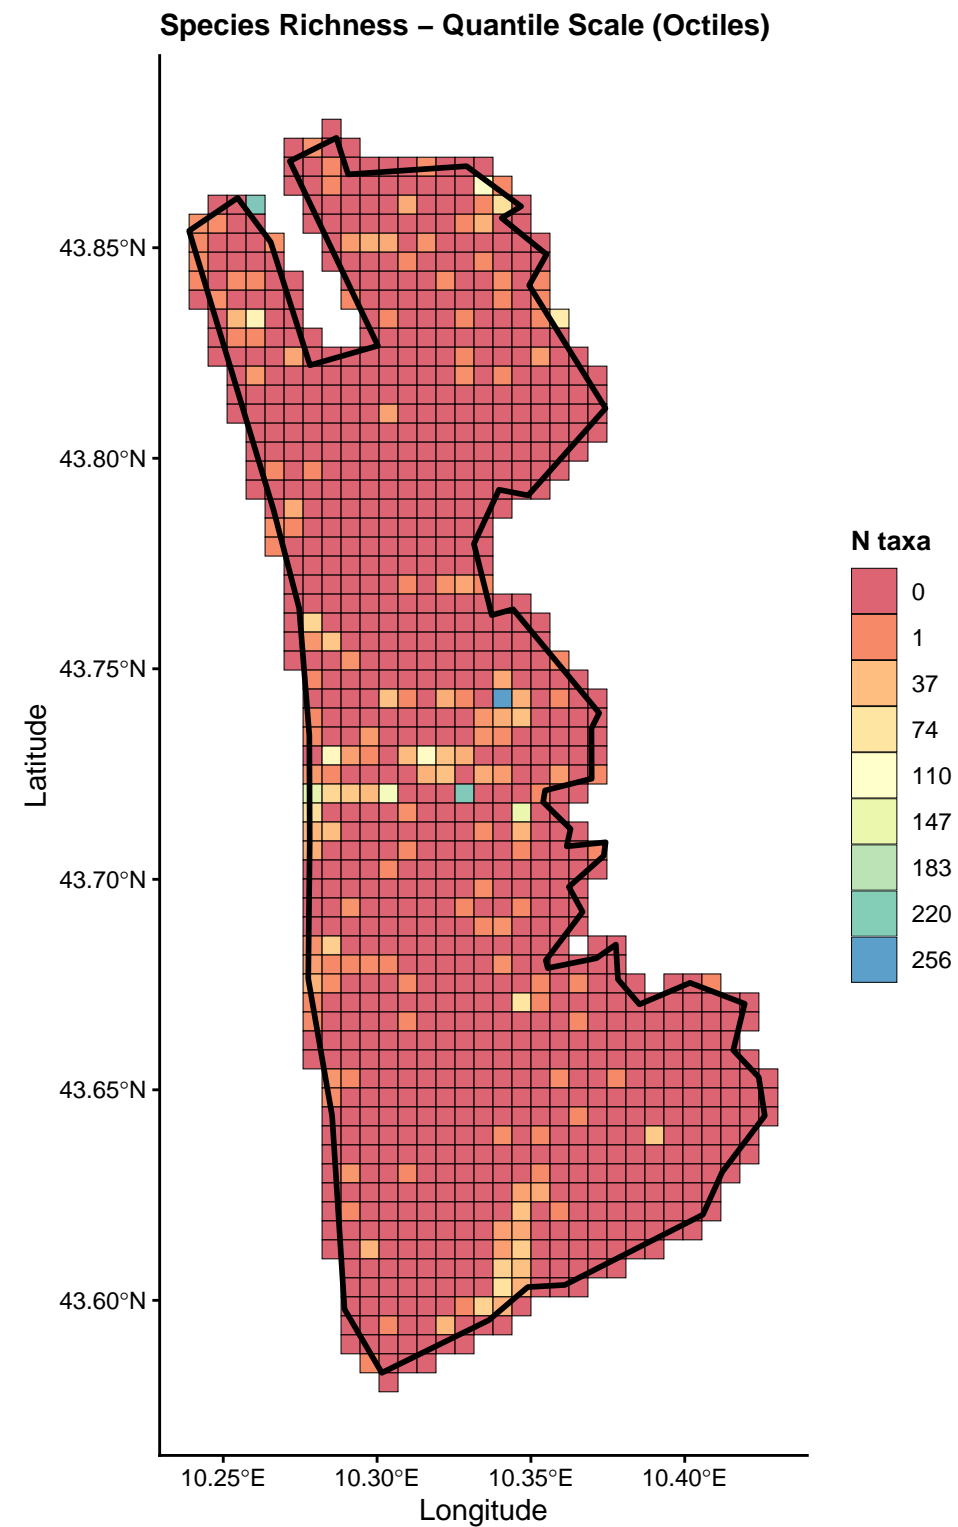 Species Richness – Quantile Scale (Octiles)
43.85°N
43.80°N
43.75°N
43.70°N
43.65°N
43.60°N
Latitude
10.25°E
10.30°E
10.35°E
10.40°E
Longitude
N taxa
0
1
37
74
110
147
183
220
256